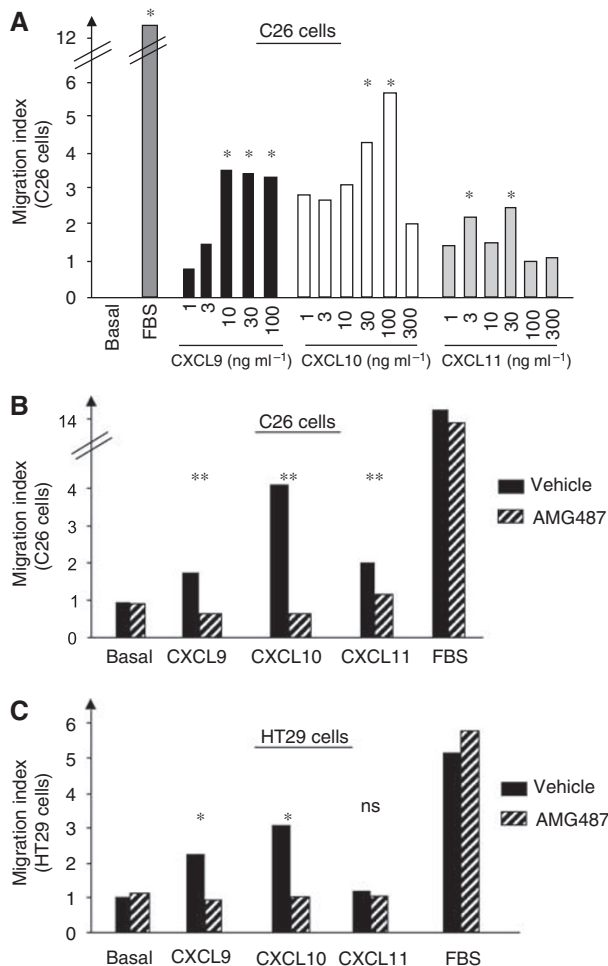 A
C26 cells
Migration index
(C26 cells)
12
6
5
4
3
2
1
0
*
* * *
* *
* *
Basal
FBS
1 3 10 30 100
1 3 10 30 100 300
1 3 10 30 100 300
CXCL9 (ng ml⁻¹) CXCL10 (ng ml⁻¹) CXCL11 (ng ml⁻¹)
B
C26 cells
Migration index
(C26 cells)
14
4
3
2
1
0
** ** **
Vehicle
AMG487
Basal CXCL9 CXCL10 CXCL11 FBS
C
HT29 cells
Migration index
(HT29 cells)
6
5
4
3
2
1
0
* * ns
Vehicle
AMG487
Basal CXCL9 CXCL10 CXCL11 FBS